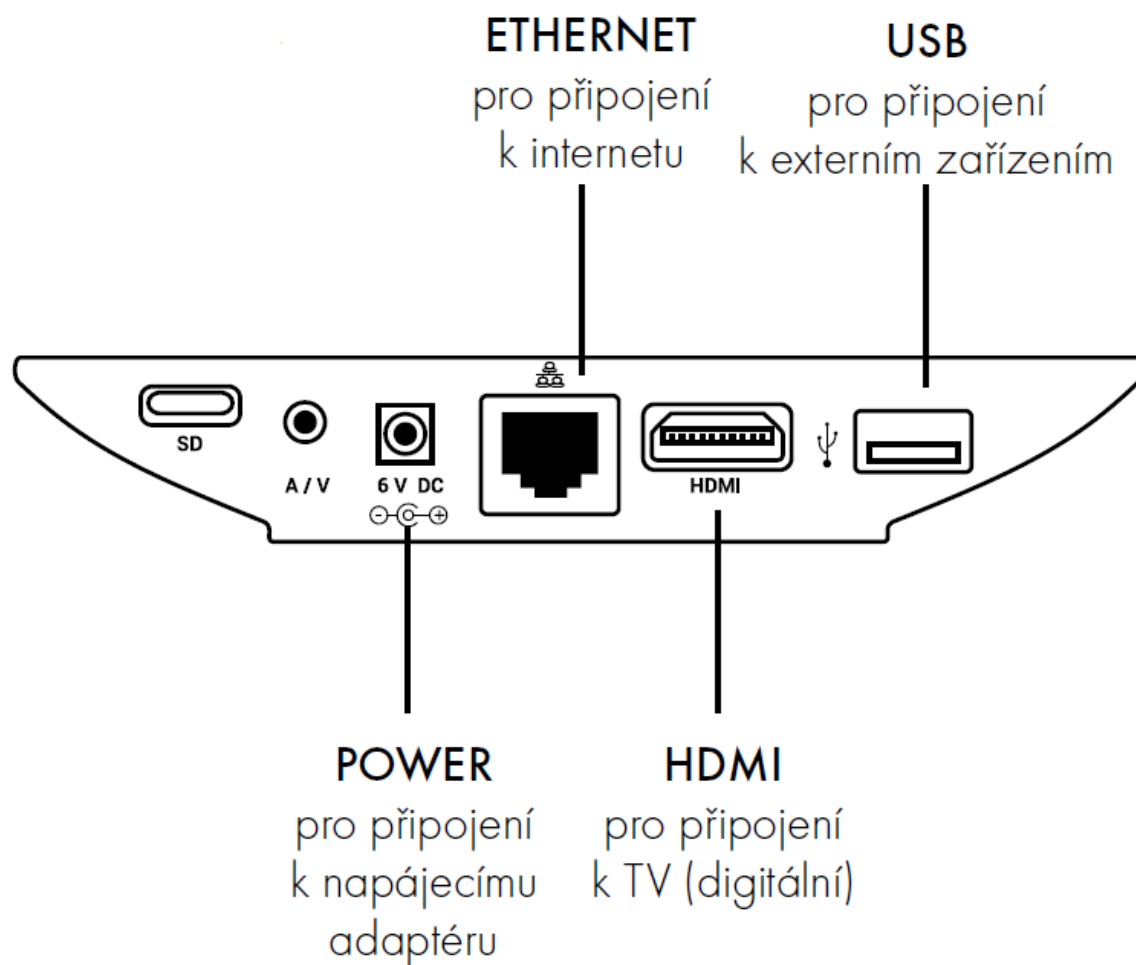 ETHERNET
pro připojení
k internetu
USB
pro připojení
k externím zařízením
SD
A / V
6 V DC
HDMI
POWER
pro připojení
k napájecímu
adaptéru
HDMI
pro připojení
k TV (digitální)